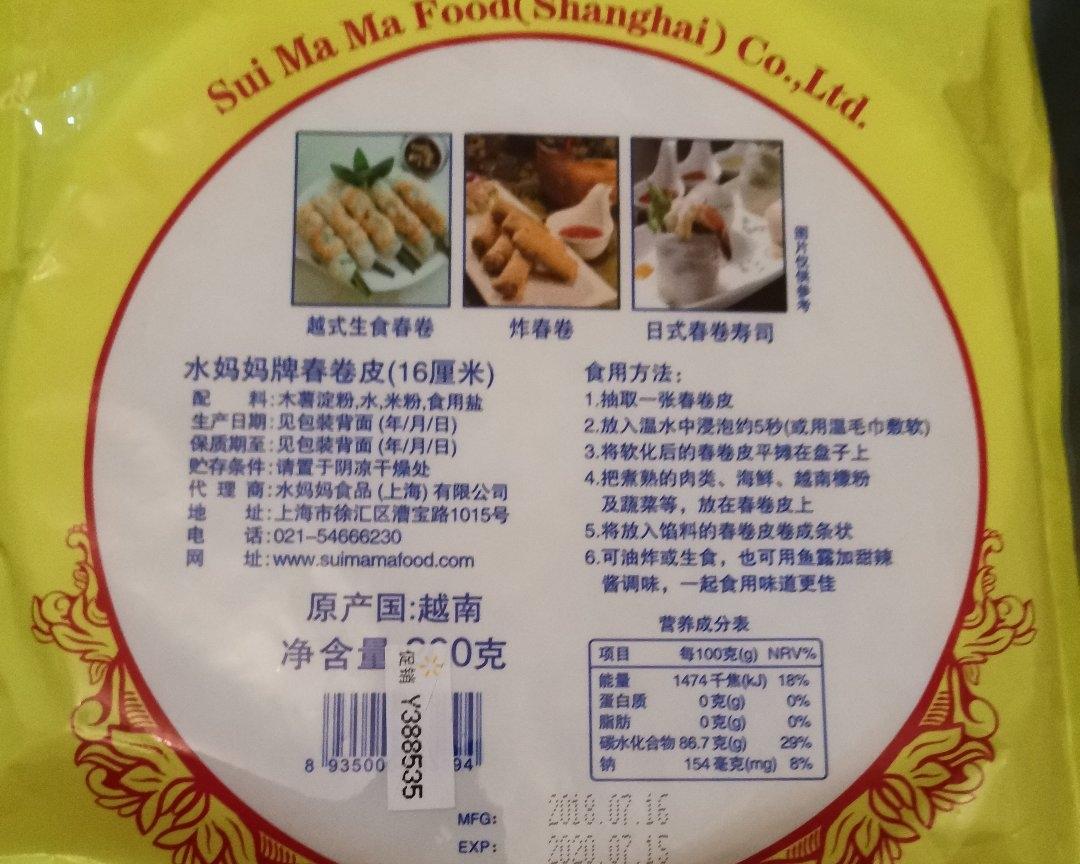 Sui Ma Ma Food(Shanghai) Co.,Ltd.
图片仅供参考
越式生食春卷
炸春卷
日式春卷寿司
水妈妈牌春卷皮(16厘米)
配 料:木薯淀粉,水,米粉,食用盐
生产日期:见包装背面 (年/月/日)
保质期至:见包装背面 (年/月/日)
贮存条件:请置于阴凉干燥处
代 理 商:水妈妈食品 (上海) 有限公司
地 址:上海市徐汇区漕宝路1015号
电 话:021-54666230
网 址:www.suimamafood.com
原产国:越南
净含量 0克
促销
Y388535
8 93500 94
食用方法:
1.抽取一张春卷皮
2.放入温水中浸泡约5秒(或用温毛巾敷软)
3.将软化后的春卷皮平摊在盘子上
4.把煮熟的肉类、海鲜、越南檬粉
及蔬菜等，放在春卷皮上
5.将放入馅料的春卷皮卷成条状
6.可油炸或生食，也可用鱼露加甜辣
酱调味，一起食用味道更佳
营养成分表
项目 每100克(g) NRV%
能量 1474千焦(kJ) 18%
蛋白质 0克(g) 0%
脂肪 0克(g) 0%
碳水化合物 86.7克(g) 29%
钠 154毫克(mg) 8%
MFG: 2018.07.16
EXP: 2020.07.15